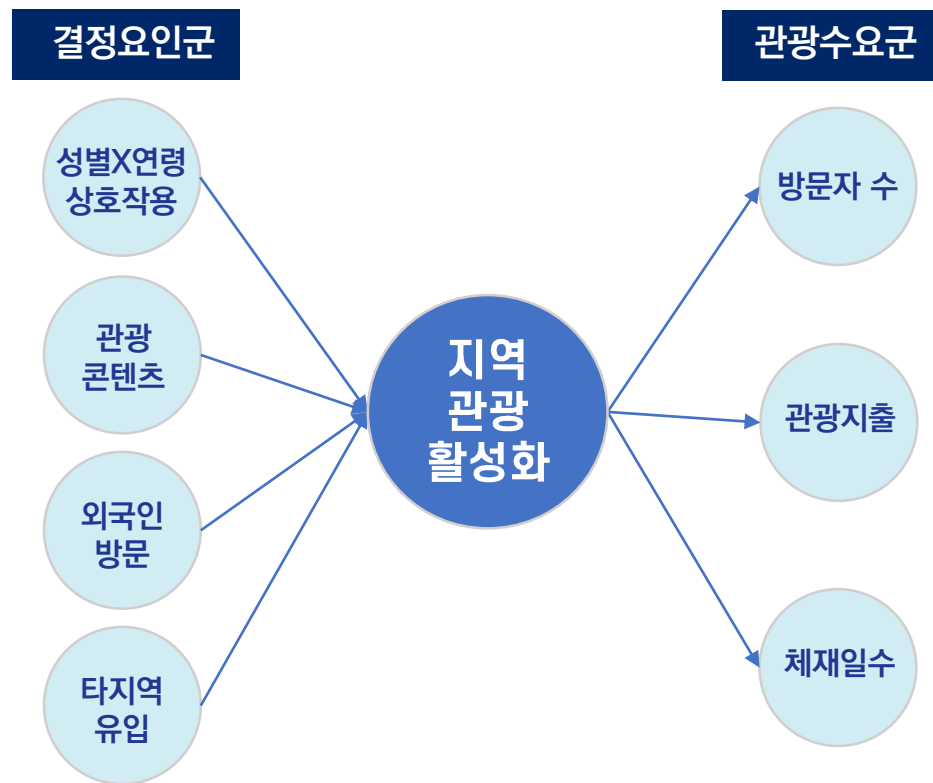 결정요인군
관광수요군
성별X연령
상호작용
관광
콘텐츠
외국인
방문
타지역
유입
지역
관광
활성화
방문자 수
관광지출
체재일수